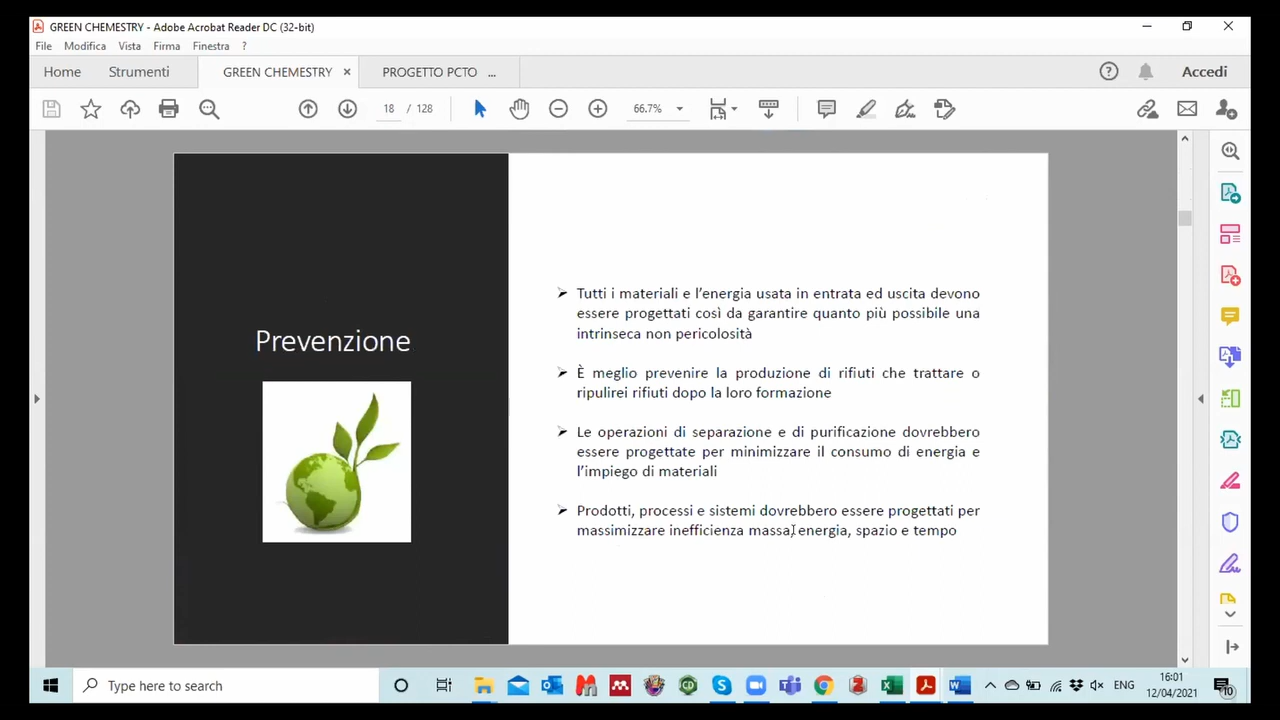 GREEN CHEMESTRY - Adobe Acrobat Reader DC (32-bit)
File Modifica Vista Firma Finestra ?
Home Strumenti GREEN CHEMESTRY × PROGETTO PCTO ... Accedi
18 / 128 66.7%
Prevenzione
Tutti i materiali e l'energia usata in entrata ed uscita devono
essere progettati così da garantire quanto più possibile una
intrinseca non pericolosità
È meglio prevenire la produzione di rifiuti che trattare o
ripulirei rifiuti dopo la loro formazione
Le operazioni di separazione e di purificazione dovrebbero
essere progettate per minimizzare il consumo di energia e
l'impiego di materiali
Prodotti, processi e sistemi dovrebbero essere progettati per
massimizzare inefficienza massa, energia, spazio e tempo
Type here to search
ENG
16:01
12/04/2021
10